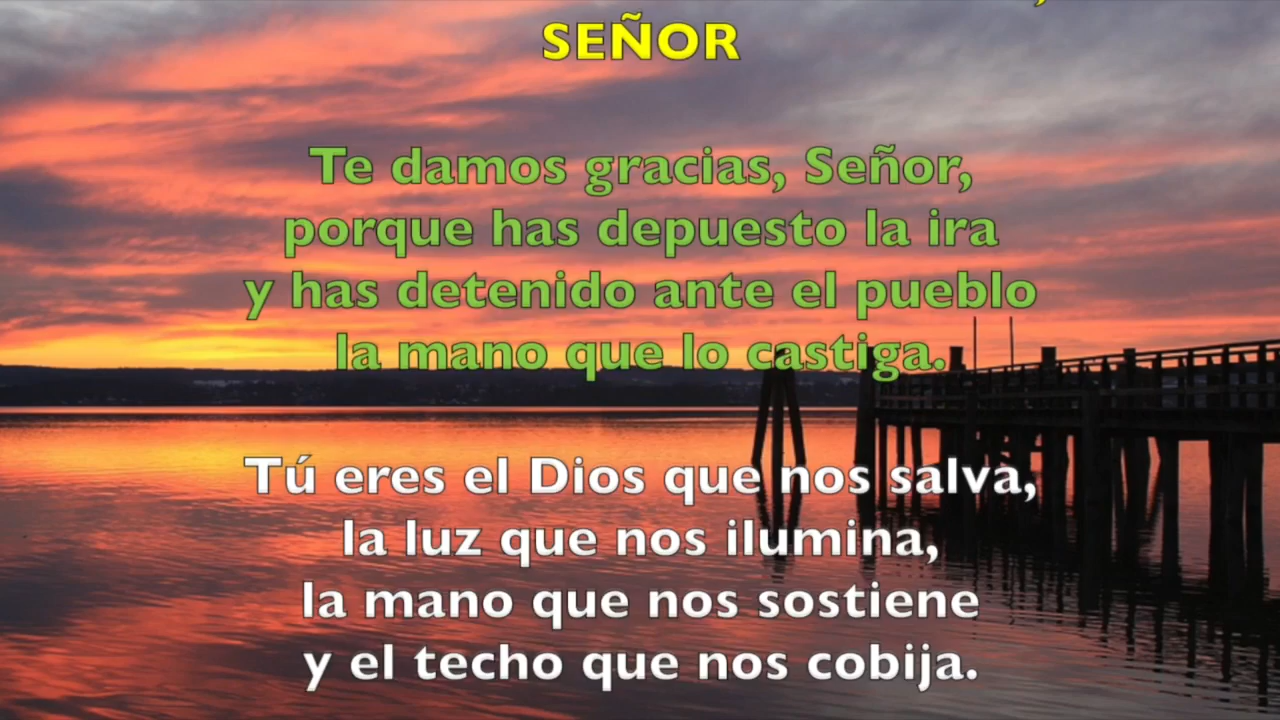 SEÑOR
Te damos gracias, Señor,
porque has depuesto la ira
y has detenido ante el pueblo
la mano que lo castiga.
Tú eres el Dios que nos salva,
la luz que nos ilumina,
la mano que nos sostiene
y el techo que nos cobija.